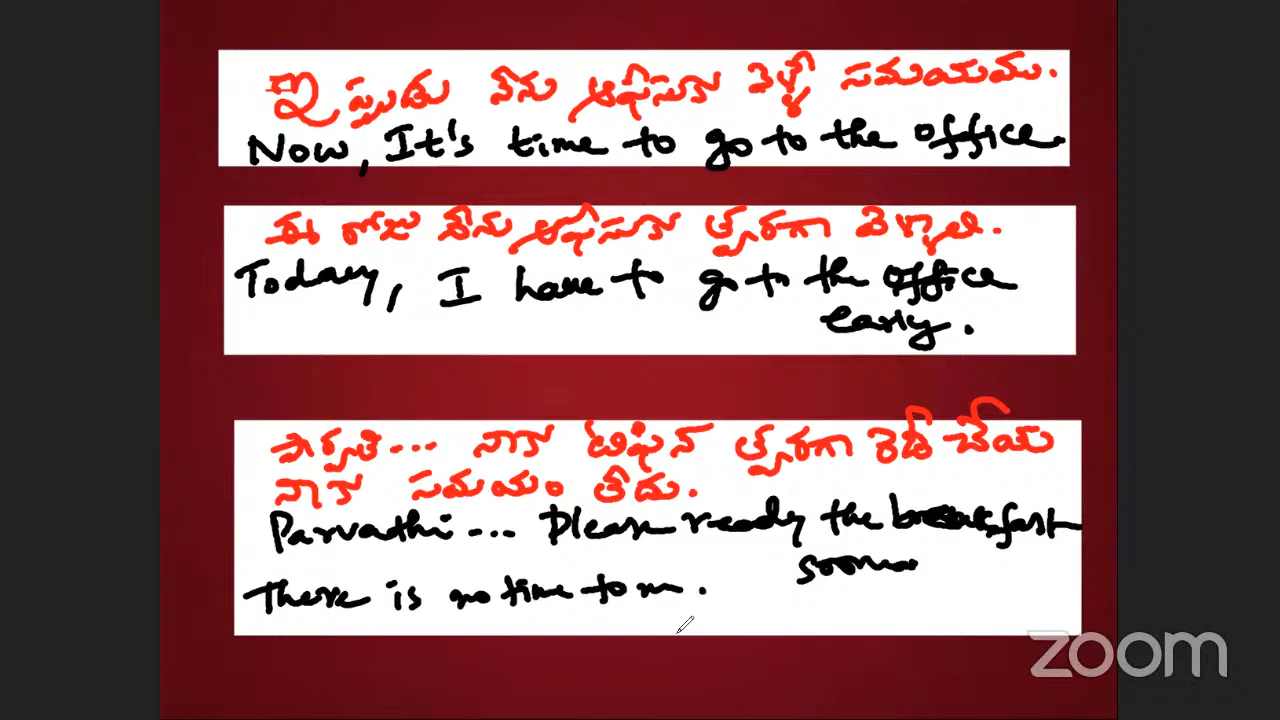 ఇప్పుడు నేను ఆఫీసుకు వెళ్ళే సమయము.
Now, It's time to go to the office.
ఈ రోజు నేను ఆఫీసుకు త్వరగా వెళ్ళాలి.
Today, I have to go to the office
early.
పార్వతి... నాకు టిఫిన్ త్వరగా రెడీ చేయి
నాకు సమయం లేదు.
Parvathi... Please ready the breakfast
soon
There is no time to m.
zoom